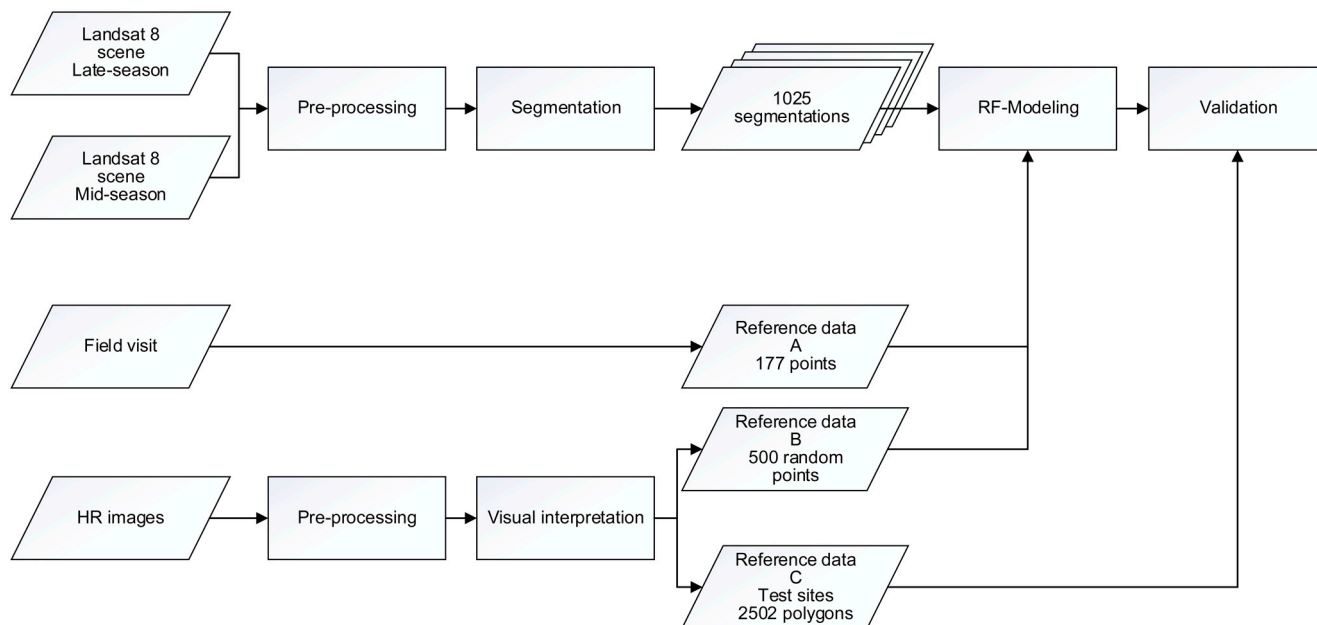 Landsat 8
scene
Late-season
Landsat 8
scene
Mid-season
Pre-processing
Segmentation
1025
segmentations
RF-Modeling
Validation
Field visit
Reference data
A
177 points
Reference data
B
500 random
points
HR images
Pre-processing
Visual interpretation
Reference data
C
Test sites
2502 polygons